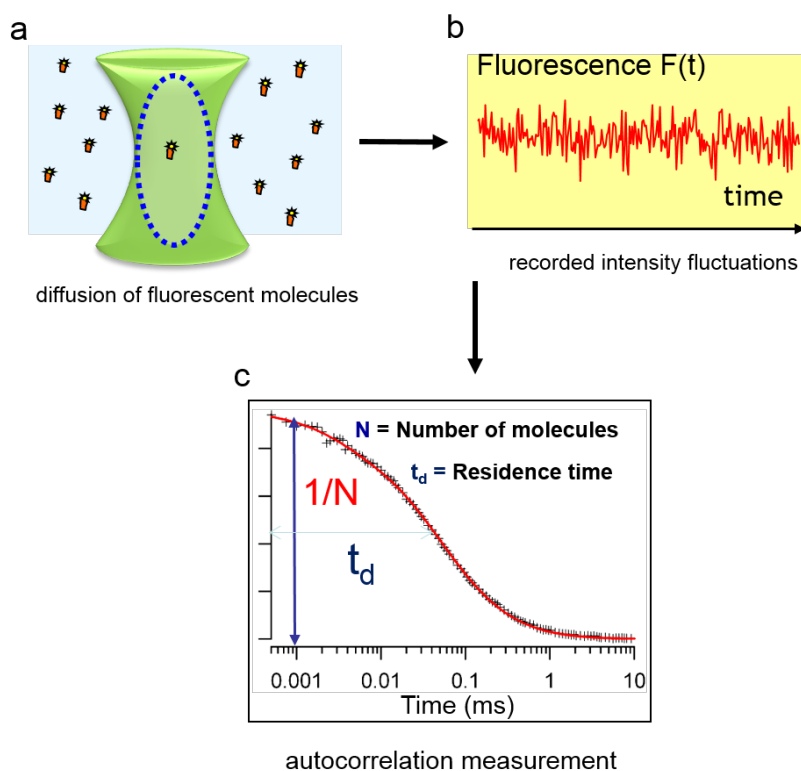 a
b
Fluorescence F(t)
time
diffusion of fluorescent molecules
recorded intensity fluctuations
c
N = Number of molecules
td = Residence time
1/N
td
0.001 0.01 0.1 1 10
Time (ms)
autocorrelation measurement